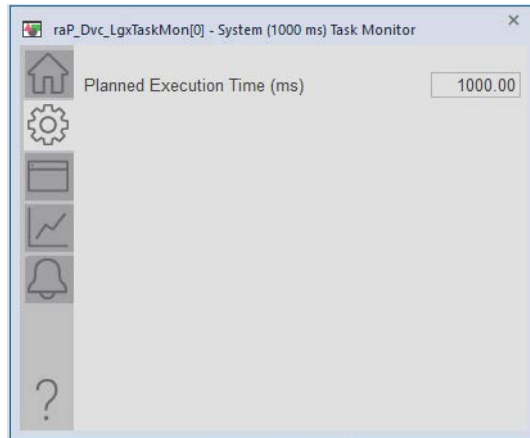 raP_Dvc_LgxTaskMon[0] - System (1000 ms) Task Monitor
Planned Execution Time (ms) 1000.00
?